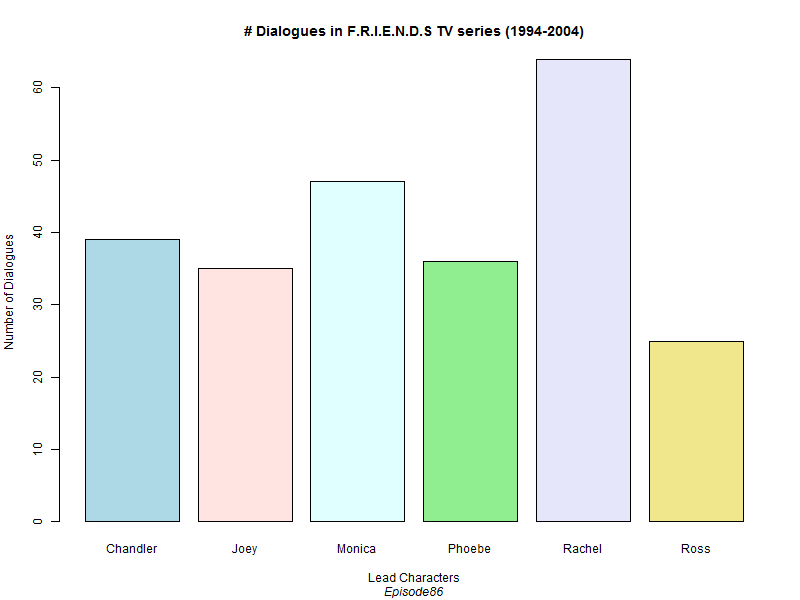 # Dialogues in F.R.I.E.N.D.S TV series (1994-2004)
Number of Dialogues
60
50
40
30
20
10
0
Chandler Joey Monica Phoebe Rachel Ross
Lead Characters
Episode86